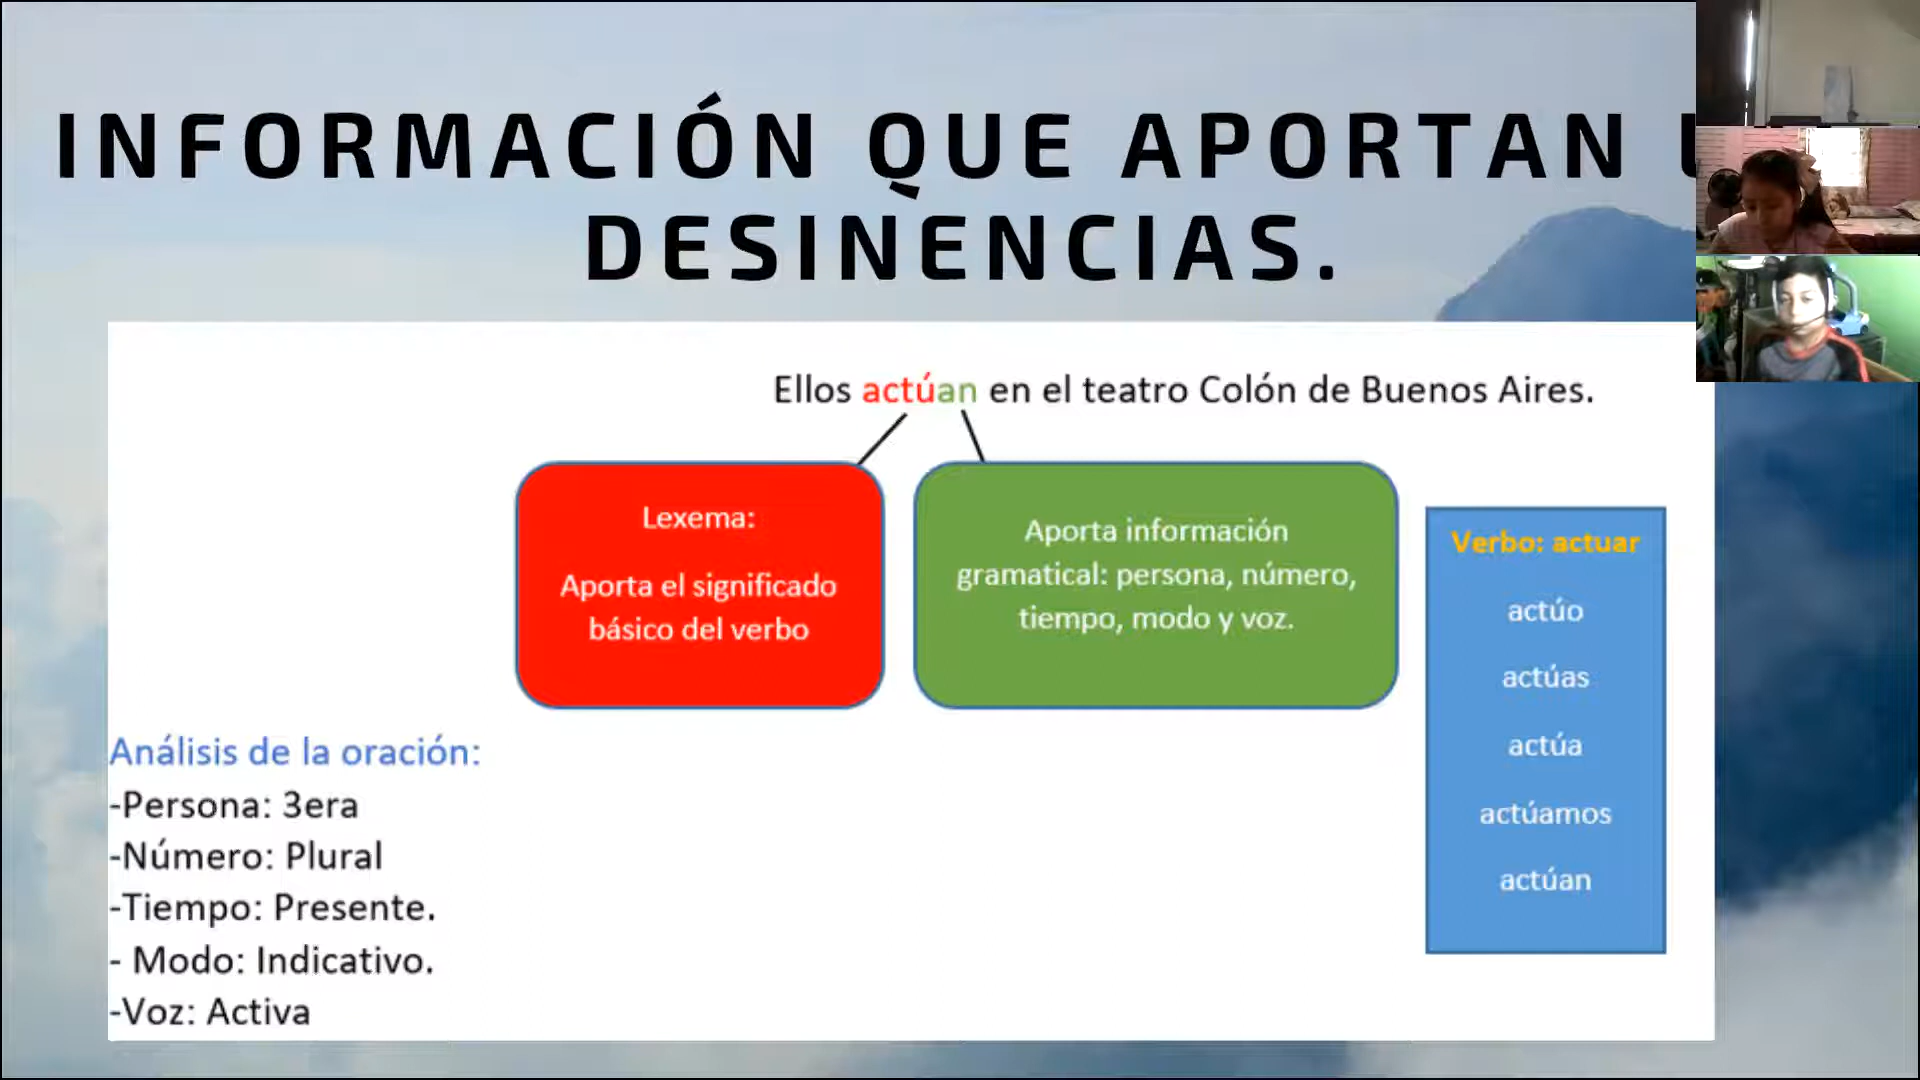 INFORMACIÓN QUE APORTAN
DESINENCIAS.
Ellos actúan en el teatro Colón de Buenos Aires.
Lexema:
Aporta el significado
básico del verbo
Aporta información
gramatical: persona, número,
tiempo, modo y voz.
Verbo: actuar
actúo
actúas
actúa
actúamos
actúan
Análisis de la oración:
-Persona: 3era
-Número: Plural
-Tiempo: Presente.
- Modo: Indicativo.
-Voz: Activa